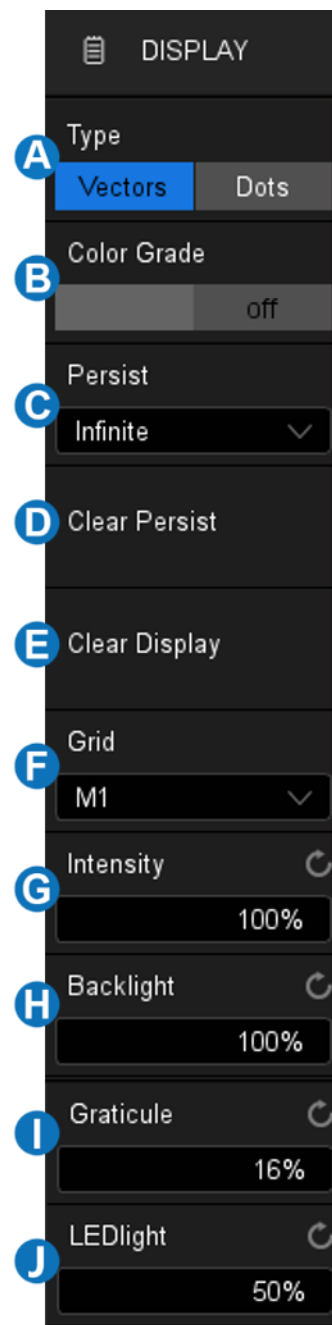 DISPLAY
A
Type
Vectors Dots
B
Color Grade
off
C
Persist
Infinite
D
Clear Persist
E
Clear Display
F
Grid
M1
G
Intensity
100%
H
Backlight
100%
I
Graticule
16%
J
LEDlight
50%